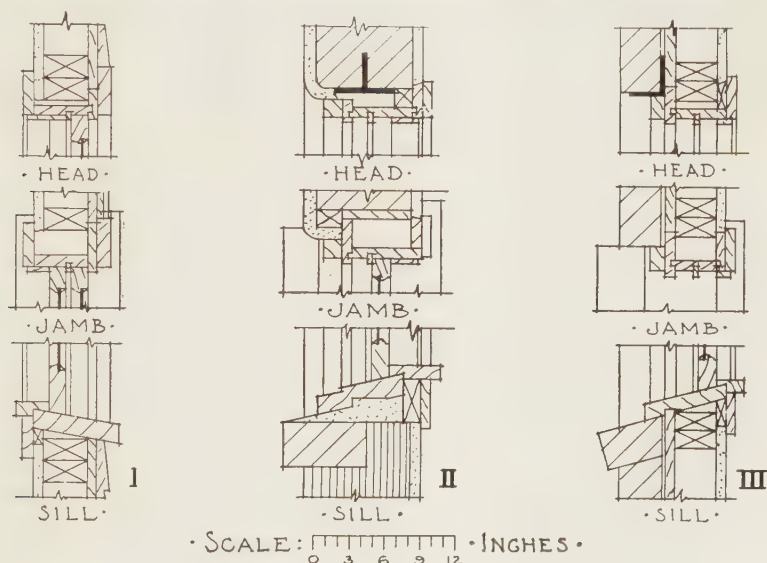 · HEAD ·
· HEAD ·
· HEAD ·
· JAMB ·
· JAMB ·
· JAMB ·
I
II
III
· SILL ·
· SILL ·
· SILL ·
· SCALE: 0 3 6 9 12 · INCHES ·